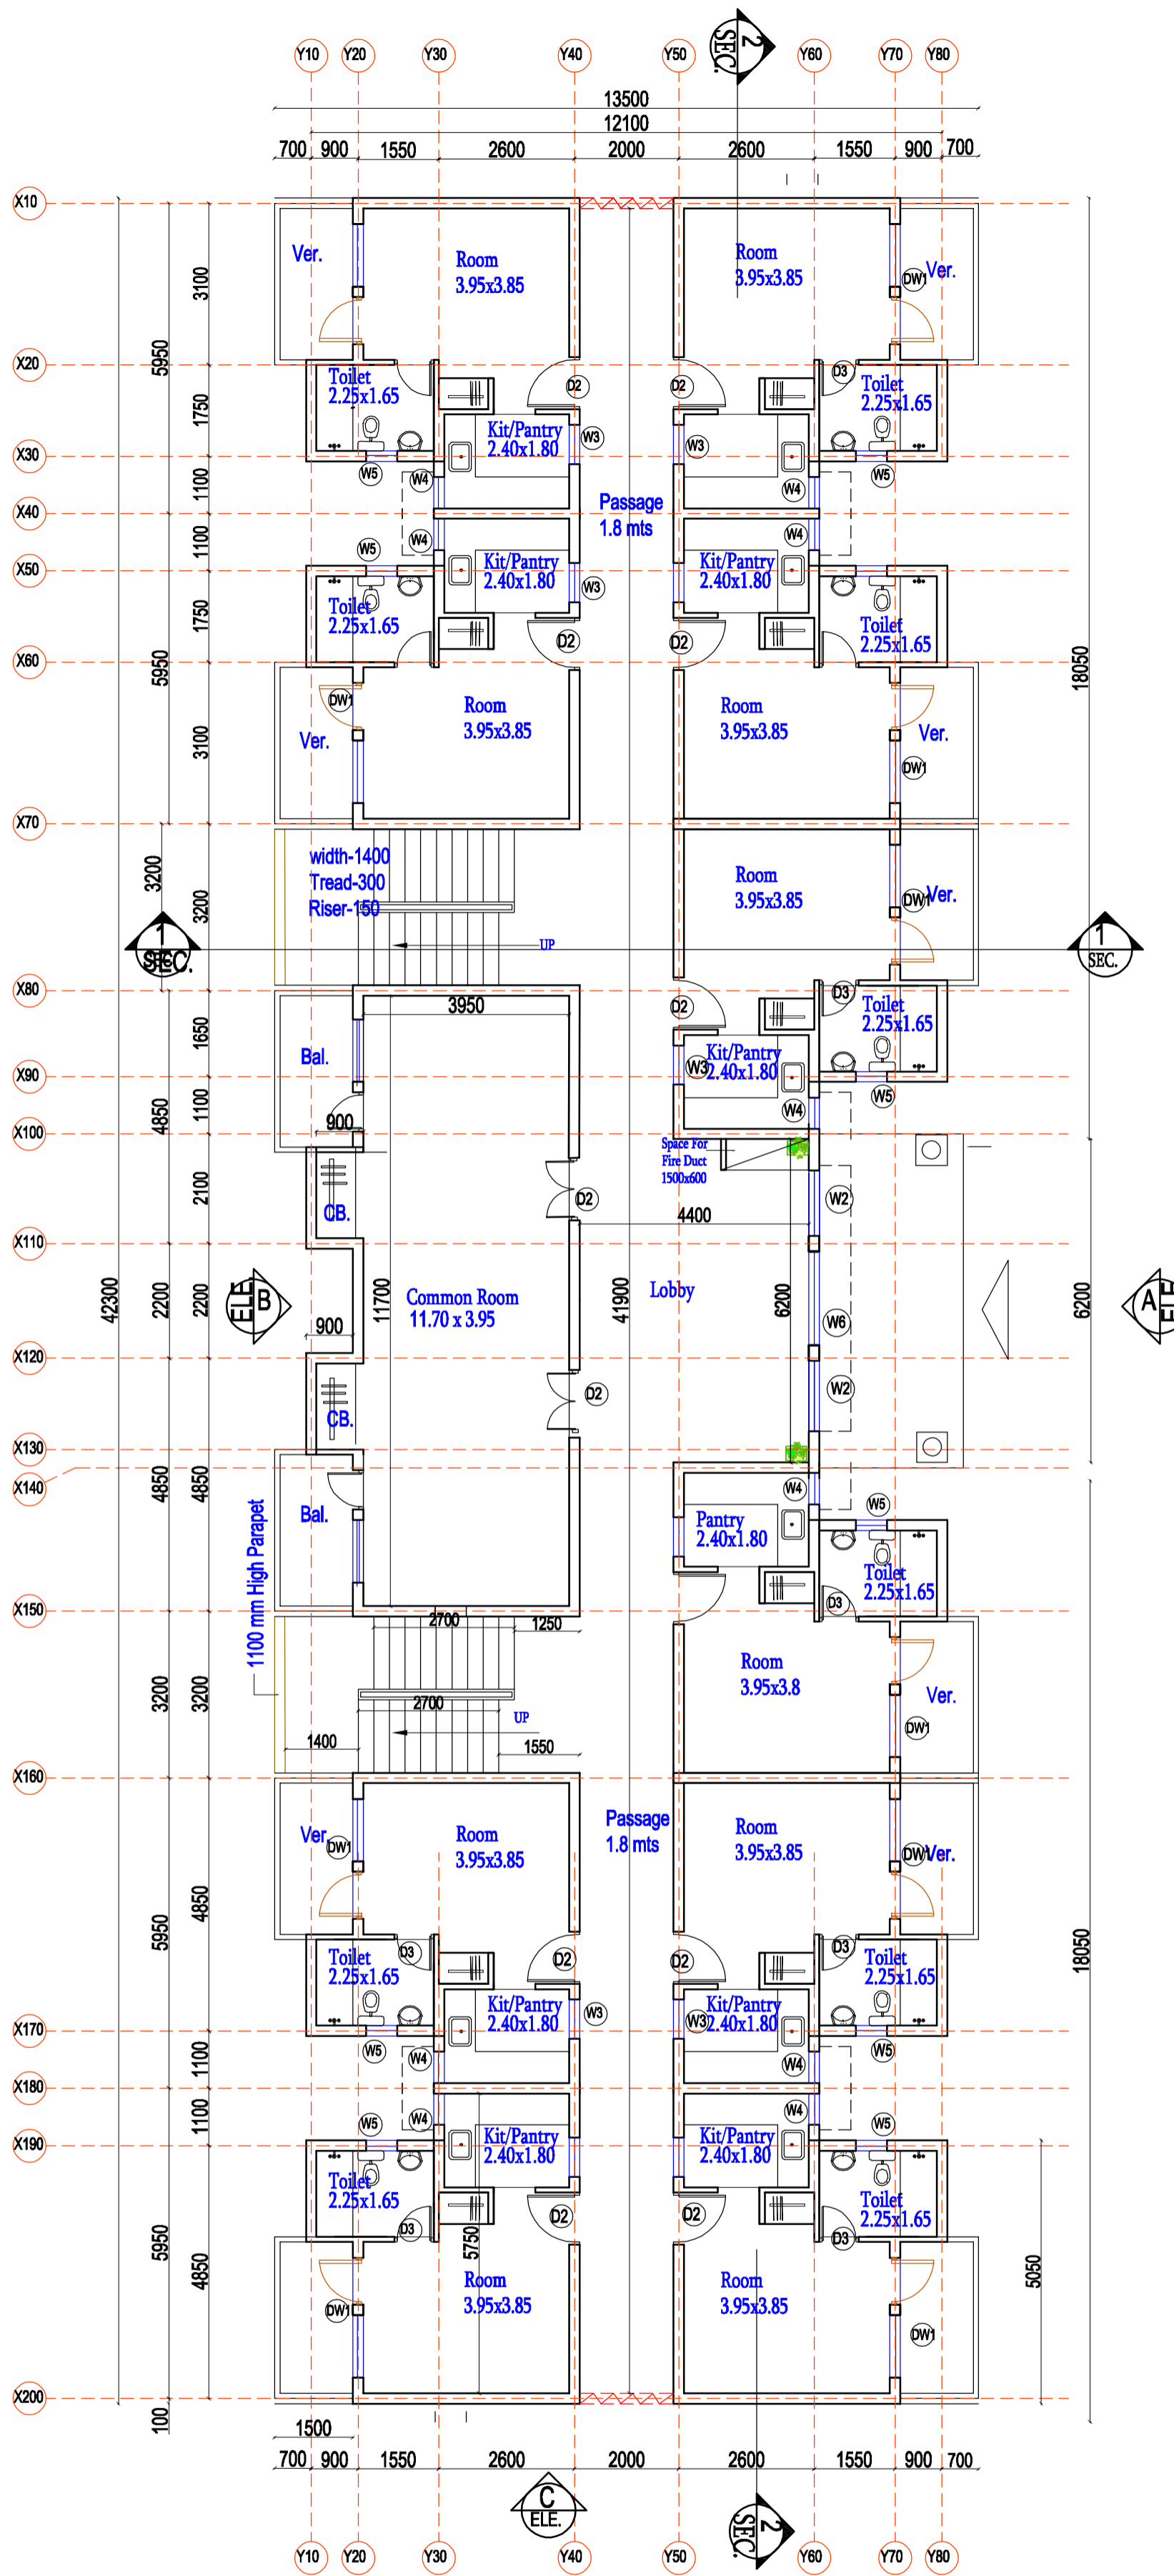 Y10 Y20 Y30 Y40 Y50 Y60 Y70 Y80
2
SEC.
13500
12100
700 900 1550 2600 2000 2600 1550 900 700
X10
Ver.
Room
3.95x3.85
Room
3.95x3.85
DW1
Ver.
3100
5950
X20
Toilet
2.25x1.65
D2
D2
D3
Toilet
2.25x1.65
1750
Kit/Pantry
2.40x1.80
W3
W3
X30
W5
W4
W4
W5
1100
Passage
1.8 mts
X40
1100
W5
W4
W4
X50
Kit/Pantry
2.40x1.80
W3
Kit/Pantry
2.40x1.80
1750
Toilet
2.25x1.65
Toilet
2.25x1.65
D2
D2
X60
5950
18050
DW1
Room
3.95x3.85
Room
3.95x3.85
Ver.
Ver.
3100
DW1
X70
width-1400
Tread-300
Riser-150
3200
3200
Room
3.95x3.85
DW1
Ver.
1
SEC.
UP
1
SEC.
X80
3950
D2
D3
Toilet
2.25x1.65
1650
Bal.
Kit/Pantry
2.40x1.80
W3
X90
W5
W4
4850
1100
900
X100
Space For
Fire Duct
1500x600
2100
CB.
D2
W2
4400
X110
42300
2200
2200
ELE.
B
11700
Common Room
11.70 x 3.95
41900
Lobby
6200
6200
A
ELE.
900
W6
X120
W2
D2
CB.
X130
X140
4850
4850
W4
W5
Bal.
Pantry
2.40x1.80
1100 mm High Parapet
Toilet
2.25x1.65
D3
X150
2700
1250
Room
3.95x3.8
3200
3200
Ver.
2700
UP
DW1
1400
1550
X160
Passage
1.8 mts
Ver.
DW1
Room
3.95x3.85
Room
3.95x3.85
DW1
Ver.
4850
5950
D3
D2
D2
D3
Toilet
2.25x1.65
Toilet
2.25x1.65
18050
Kit/Pantry
2.40x1.80
W3
W3
Kit/Pantry
2.40x1.80
X170
W5
W4
W4
W5
1100
X180
1100
W5
W4
W4
W5
X190
Kit/Pantry
2.40x1.80
Kit/Pantry
2.40x1.80
Toilet
2.25x1.65
Toilet
2.25x1.65
D3
D2
D2
D3
5950
4850
5750
5050
Room
3.95x3.85
Room
3.95x3.85
DW1
DW1
X200
100
1500
700 900 1550 2600 2000 2600 1550 900 700
C
ELE.
2
SEC.
Y10 Y20 Y30 Y40 Y50 Y60 Y70 Y80